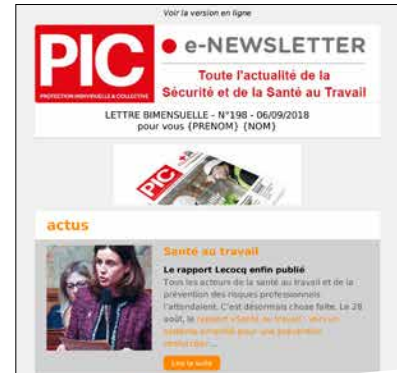 Voir la version en ligne
PIC
PROTECTION INDIVIDUELLE & COLLECTIVE
e-NEWSLETTER
Toute l'actualité de la
Sécurité et de la Santé au Travail
LETTRE BIMENSUELLE - N°198 - 06/09/2018
pour vous {PRENOM} {NOM}
PIC
actus
Santé au travail
Le rapport Lecocq enfin publié
Tous les acteurs de la santé au travail et de la
prévention des risques professionnels
l'attendaient. C'est désormais chose faite. Le 28
août, le rapport «Santé au travail : vers un
système simplifié pour une prévention
renforcée»...
Lire la suite